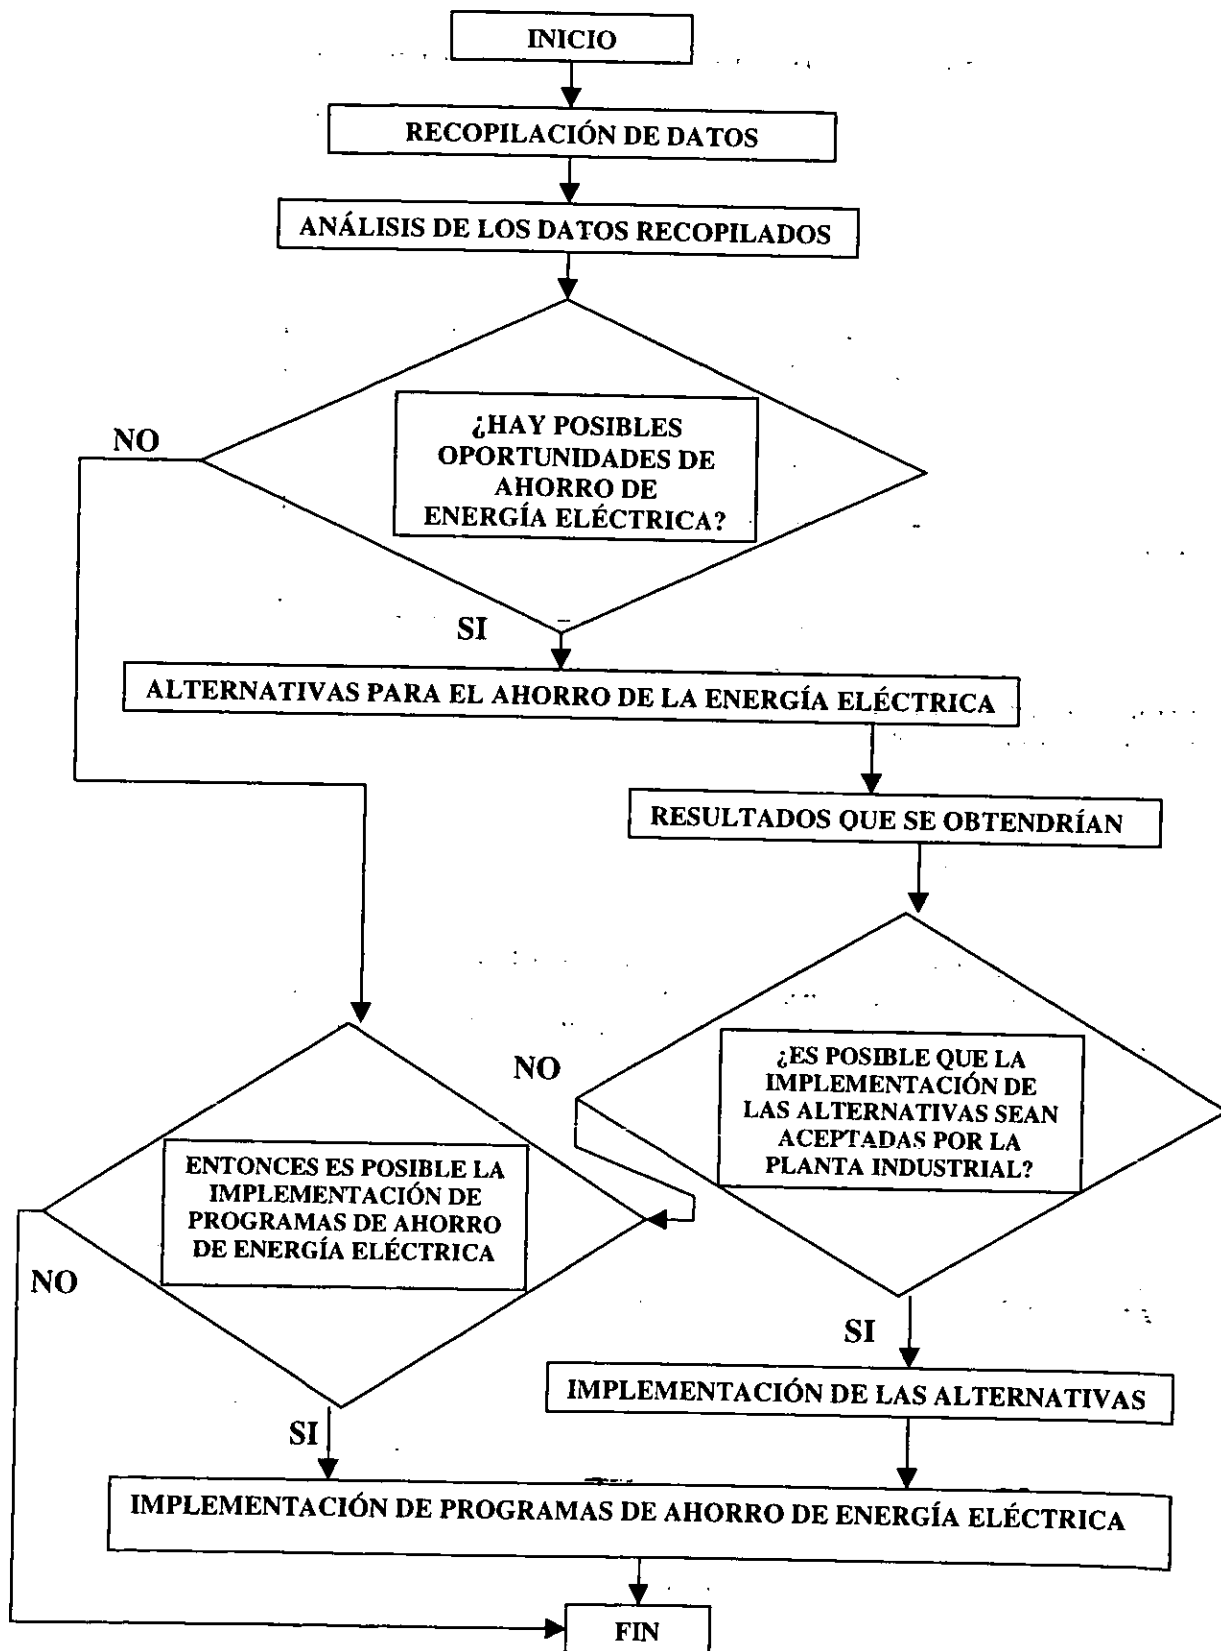 INICIO
RECOPILACIÓN DE DATOS
ANÁLISIS DE LOS DATOS RECOPILADOS
¿HAY POSIBLES
OPORTUNIDADES DE
AHORRO DE
ENERGÍA ELÉCTRICA?
NO
SI
ALTERNATIVAS PARA EL AHORRO DE LA ENERGÍA ELÉCTRICA
RESULTADOS QUE SE OBTENDRÍAN
¿ES POSIBLE QUE LA
IMPLEMENTACIÓN DE
LAS ALTERNATIVAS SEAN
ACEPTADAS POR LA
PLANTA INDUSTRIAL?
NO
ENTONCES ES POSIBLE LA
IMPLEMENTACIÓN DE
PROGRAMAS DE AHORRO
DE ENERGÍA ELÉCTRICA
NO
SI
IMPLEMENTACIÓN DE LAS ALTERNATIVAS
SI
IMPLEMENTACIÓN DE PROGRAMAS DE AHORRO DE ENERGÍA ELÉCTRICA
FIN